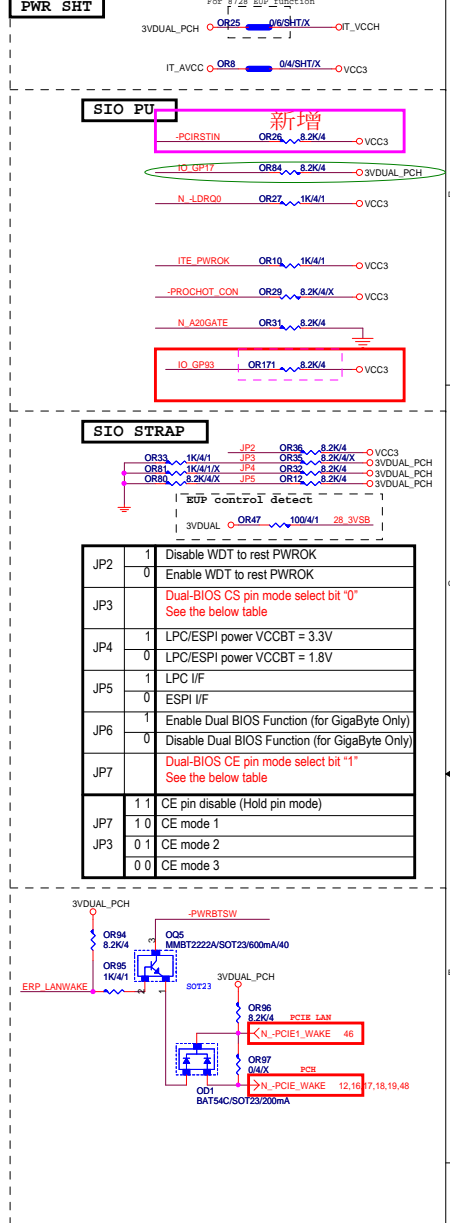 PWR SHT
For 8728 EUP function
3VDUAL_PCH OR25 0/6/SHT/X IT_VCCH
IT_AVCC OR8 0/4/SHT/X VCC3
SIO PU
新增
-PCIRSTIN OR26 8.2K/4 VCC3
IO_GP17 OR84 8.2K/4 3VDUAL_PCH
N_-LDRQ0 OR27 1K/4/1 VCC3
ITE_PWROK OR10 1K/4/1 VCC3
-PROCHOT_CON OR29 8.2K/4/X VCC3
N_A20GATE OR31 8.2K/4
IO_GP93 OR171 8.2K/4 VCC3
SIO STRAP
JP2 OR36 8.2K/4 VCC3
OR33 1K/4/1 JP3 OR35 8.2K/4/X 3VDUAL_PCH
OR81 1K/4/1/X JP4 OR32 8.2K/4 3VDUAL_PCH
OR80 8.2K/4/X JP5 OR12 8.2K/4 3VDUAL_PCH
EUP control detect
3VDUAL OR47 100/4/1 28_3VSB
JP2 1 Disable WDT to rest PWROK
0 Enable WDT to rest PWROK
JP3 Dual-BIOS CS pin mode select bit “0”
See the below table
JP4 1 LPC/ESPI power VCCBT = 3.3V
0 LPC/ESPI power VCCBT = 1.8V
JP5 1 LPC I/F
0 ESPI I/F
JP6 1 Enable Dual BIOS Function (for GigaByte Only)
0 Disable Dual BIOS Function (for GigaByte Only)
JP7 Dual-BIOS CE pin mode select bit “1”
See the below table
JP7 JP3 1 1 CE pin disable (Hold pin mode)
1 0 CE mode 1
0 1 CE mode 2
0 0 CE mode 3
3VDUAL_PCH
-PWRBTSW
OR94
8.2K/4
OQ5
MMBT2222A/SOT23/600mA/40
3
2
1
OR95
1K/4/1
ERP_LANWAKE
SOT23
3VDUAL_PCH
OR96
8.2K/4
PCIE LAN
N_-PCIE1_WAKE 46
OR97
0/4/X
PCH
N_-PCIE_WAKE 12,16,17,18,19,48
OD1
BAT54C/SOT23/200mA